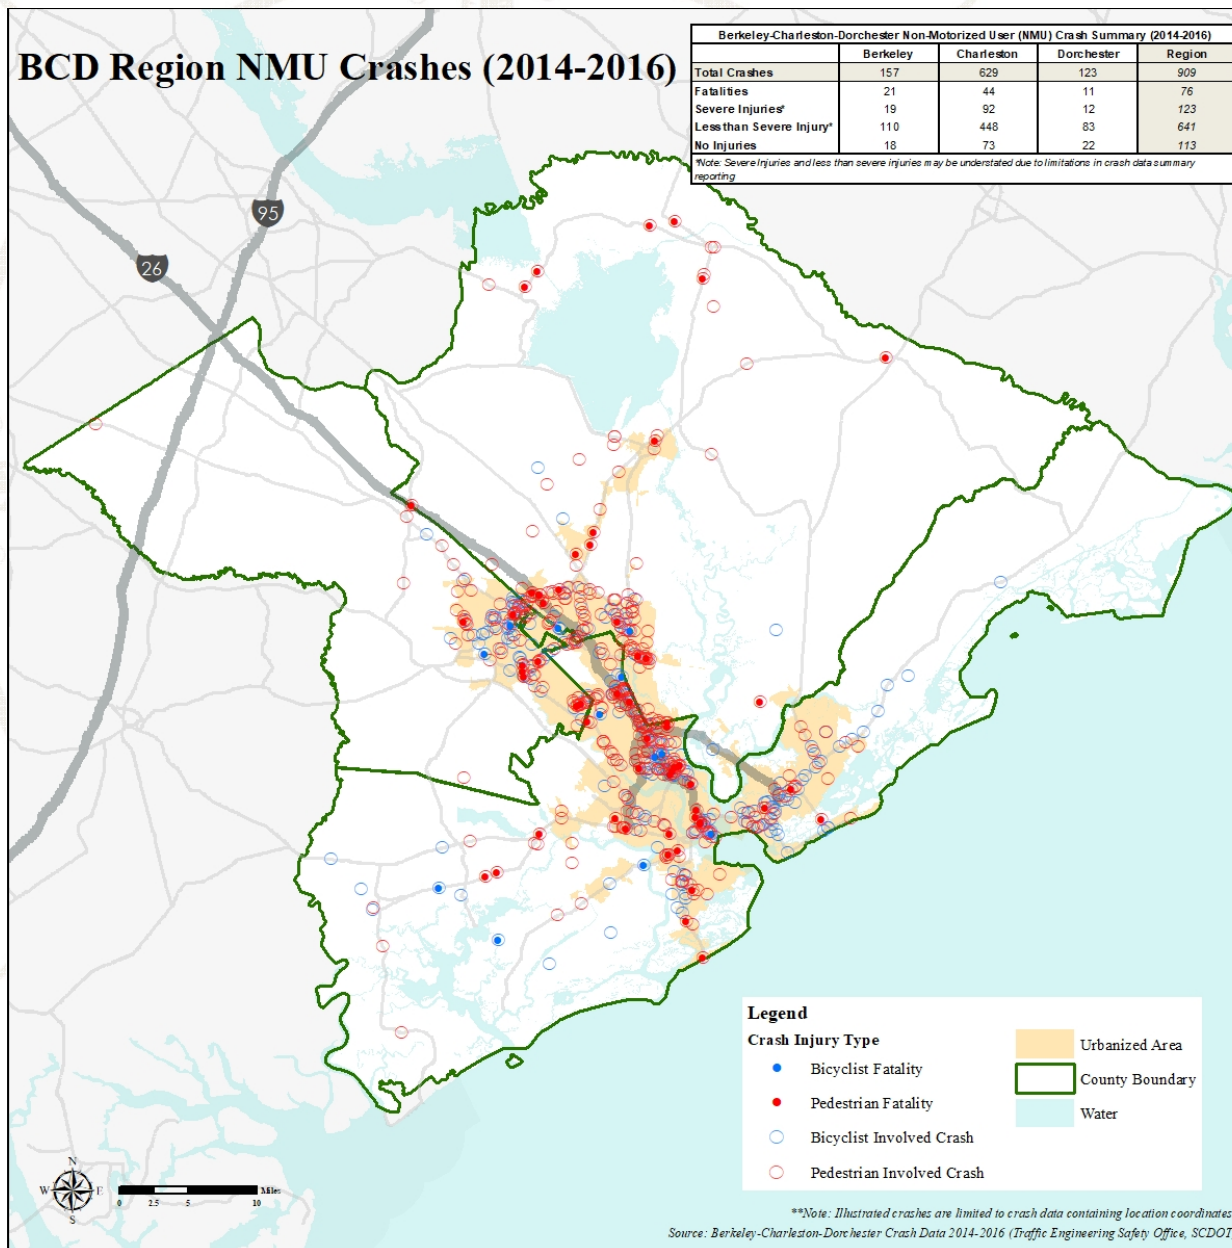 BCD Region NMU Crashes (2014-2016)
Berkeley-Charleston-Dorchester Non-Motorized User (NMU) Crash Summary (2014-2016)
Berkeley Charleston Dorchester Region
Total Crashes 157 629 123 909
Fatalities 21 44 11 76
Severe Injuries* 19 92 12 123
Less than Severe Injury* 110 448 83 641
No Injuries 18 73 22 113
*Note: Severe Injuries and less than severe injuries may be understated due to limitations in crash data summary
reporting
95
26
Legend
Crash Injury Type
Bicyclist Fatality
Pedestrian Fatality
Bicyclist Involved Crash
Pedestrian Involved Crash
Urbanized Area
County Boundary
Water
N
W E
S
0 2.5 5 10 Miles
**Note: Illustrated crashes are limited to crash data containing location coordinates
Source: Berkeley-Charleston-Dorchester Crash Data 2014-2016 (Traffic Engineering Safety Office, SCDOT